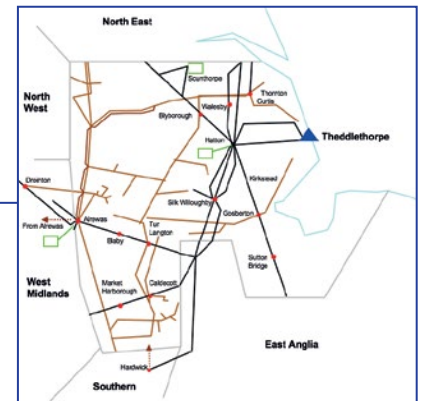 North East
Scunthorpe
North
West
Thornton
Curtis
Walesby
Blyborough
Theddlethorpe
Hatton
Drointon
Kirkstead
Silk Willoughby
Gosberton
Alrewas
From Alrewas
Tur
Langton
Blaby
Sutton
Bridge
West
Midlands
Market
Harborough
Caldecott
East Anglia
Hardwick
Southern